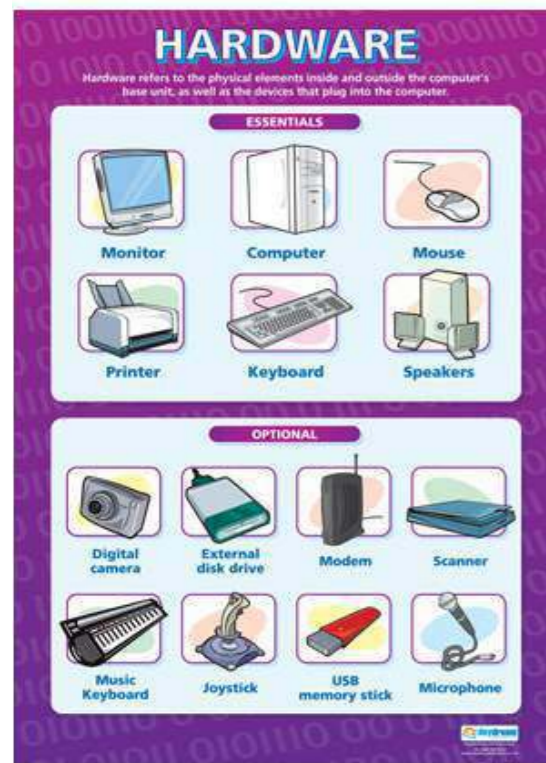 HARDWARE
Hardware refers to the physical elements inside and outside the computer's
base unit, as well as the devices that plug into the computer.
ESSENTIALS
Monitor
Computer
Mouse
Printer
Keyboard
Speakers
OPTIONAL
Digital
camera
External
disk drive
Modem
Scanner
Music
Keyboard
Joystick
USB
memory stick
Microphone
daydream